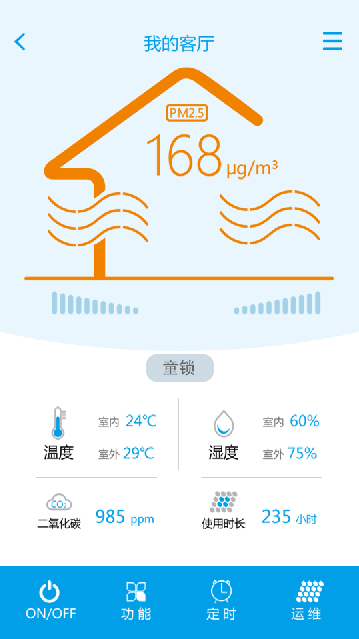 我的客厅
PM2.5
168 μg/m³
童锁
室内 24℃
温度 室外 29℃
室内 60%
湿度 室外 75%
二氧化碳 985 ppm
CO₂
使用时长 235 小时
ON/OFF 功能 定时 运维